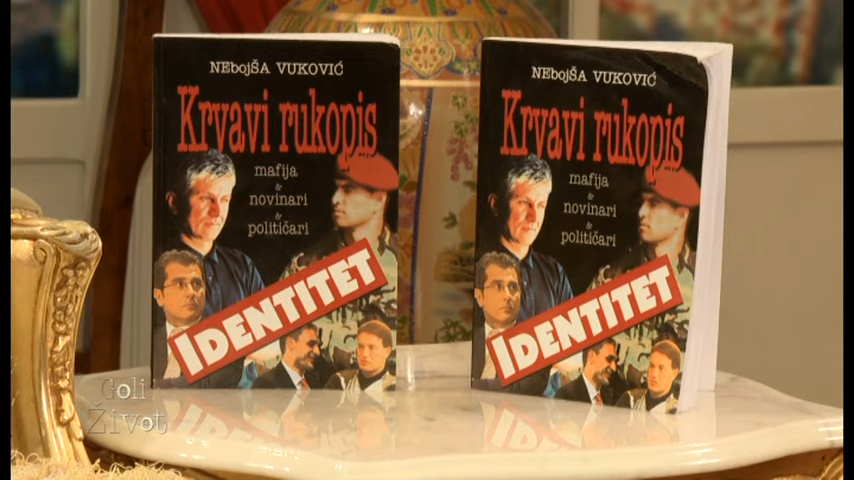 NEbojŠA VUKOVIĆ
Krvavi rukopis
mafija
&
novinari
&
političari
IDENTITET
NEbojŠA VUKOVIĆ
Krvavi rukopis
mafija
&
novinari
&
političari
IDENTITET
Goli
Život